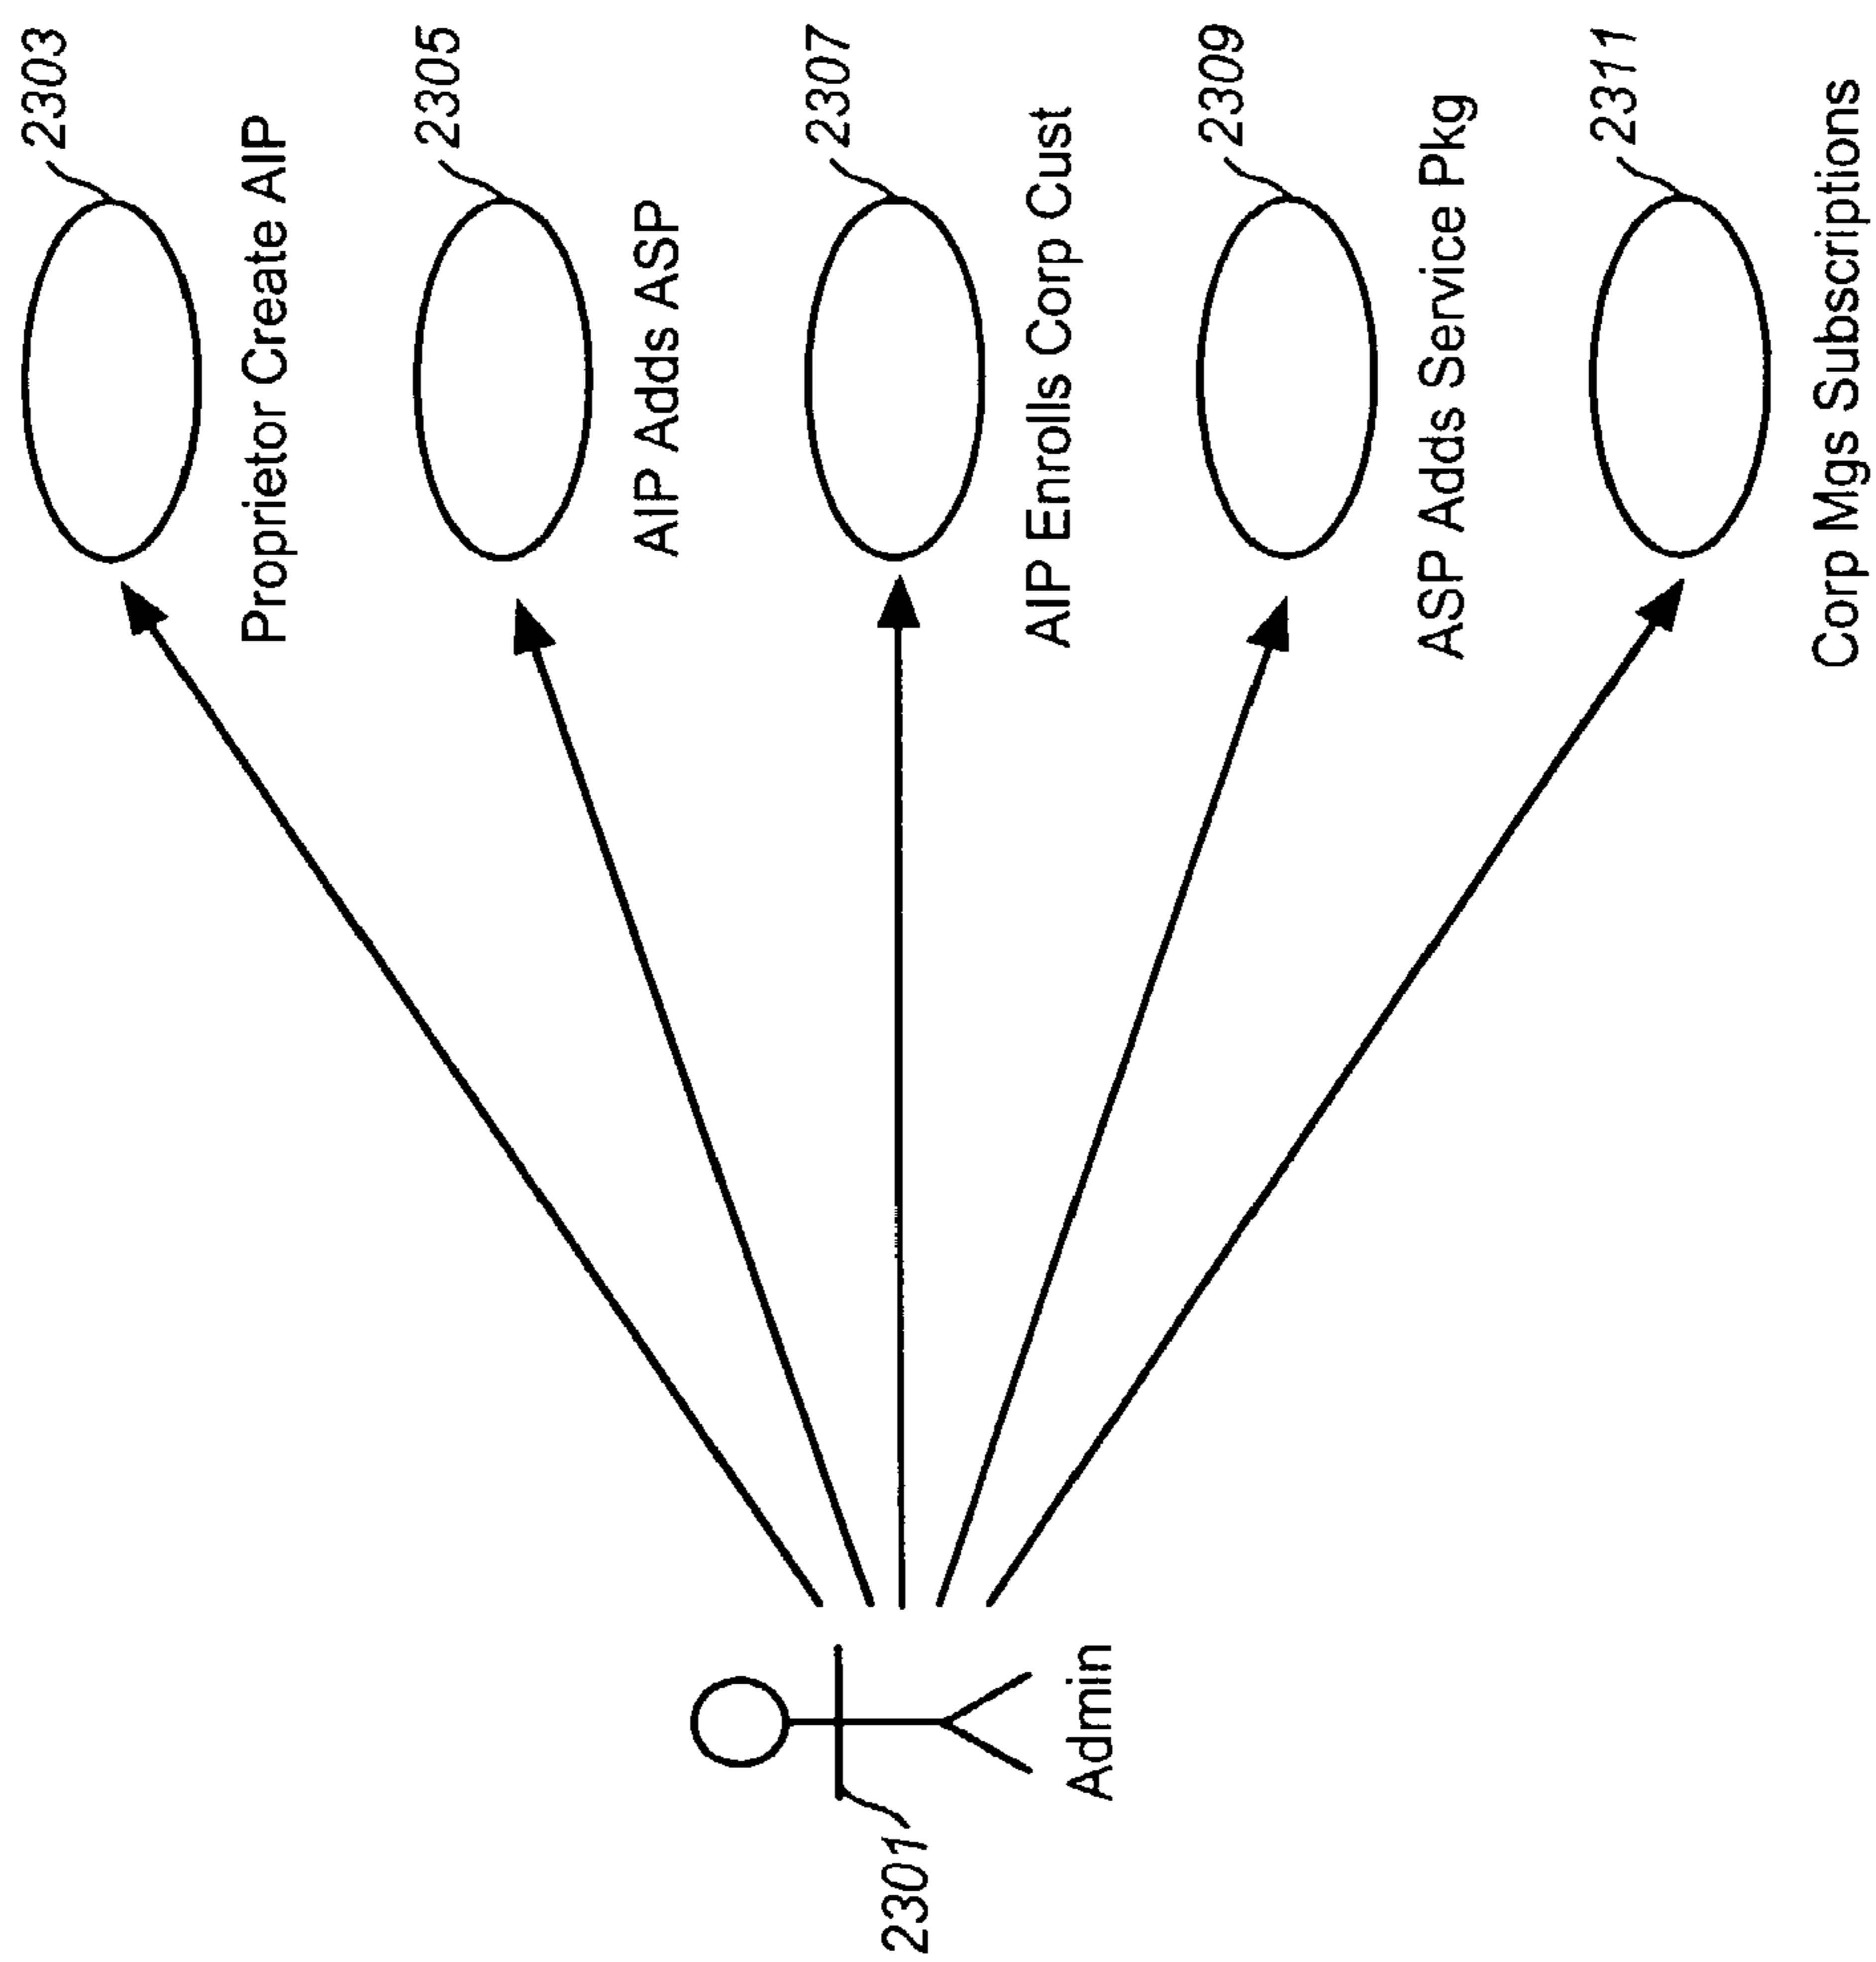 2303
Proprietor Create AIP
2305
AIP Adds ASP
2307
AIP Enrolls Corp Cust
2309
ASP Adds Service Pkg
2311
Corp Mgs Subscriptions
2301
Admin